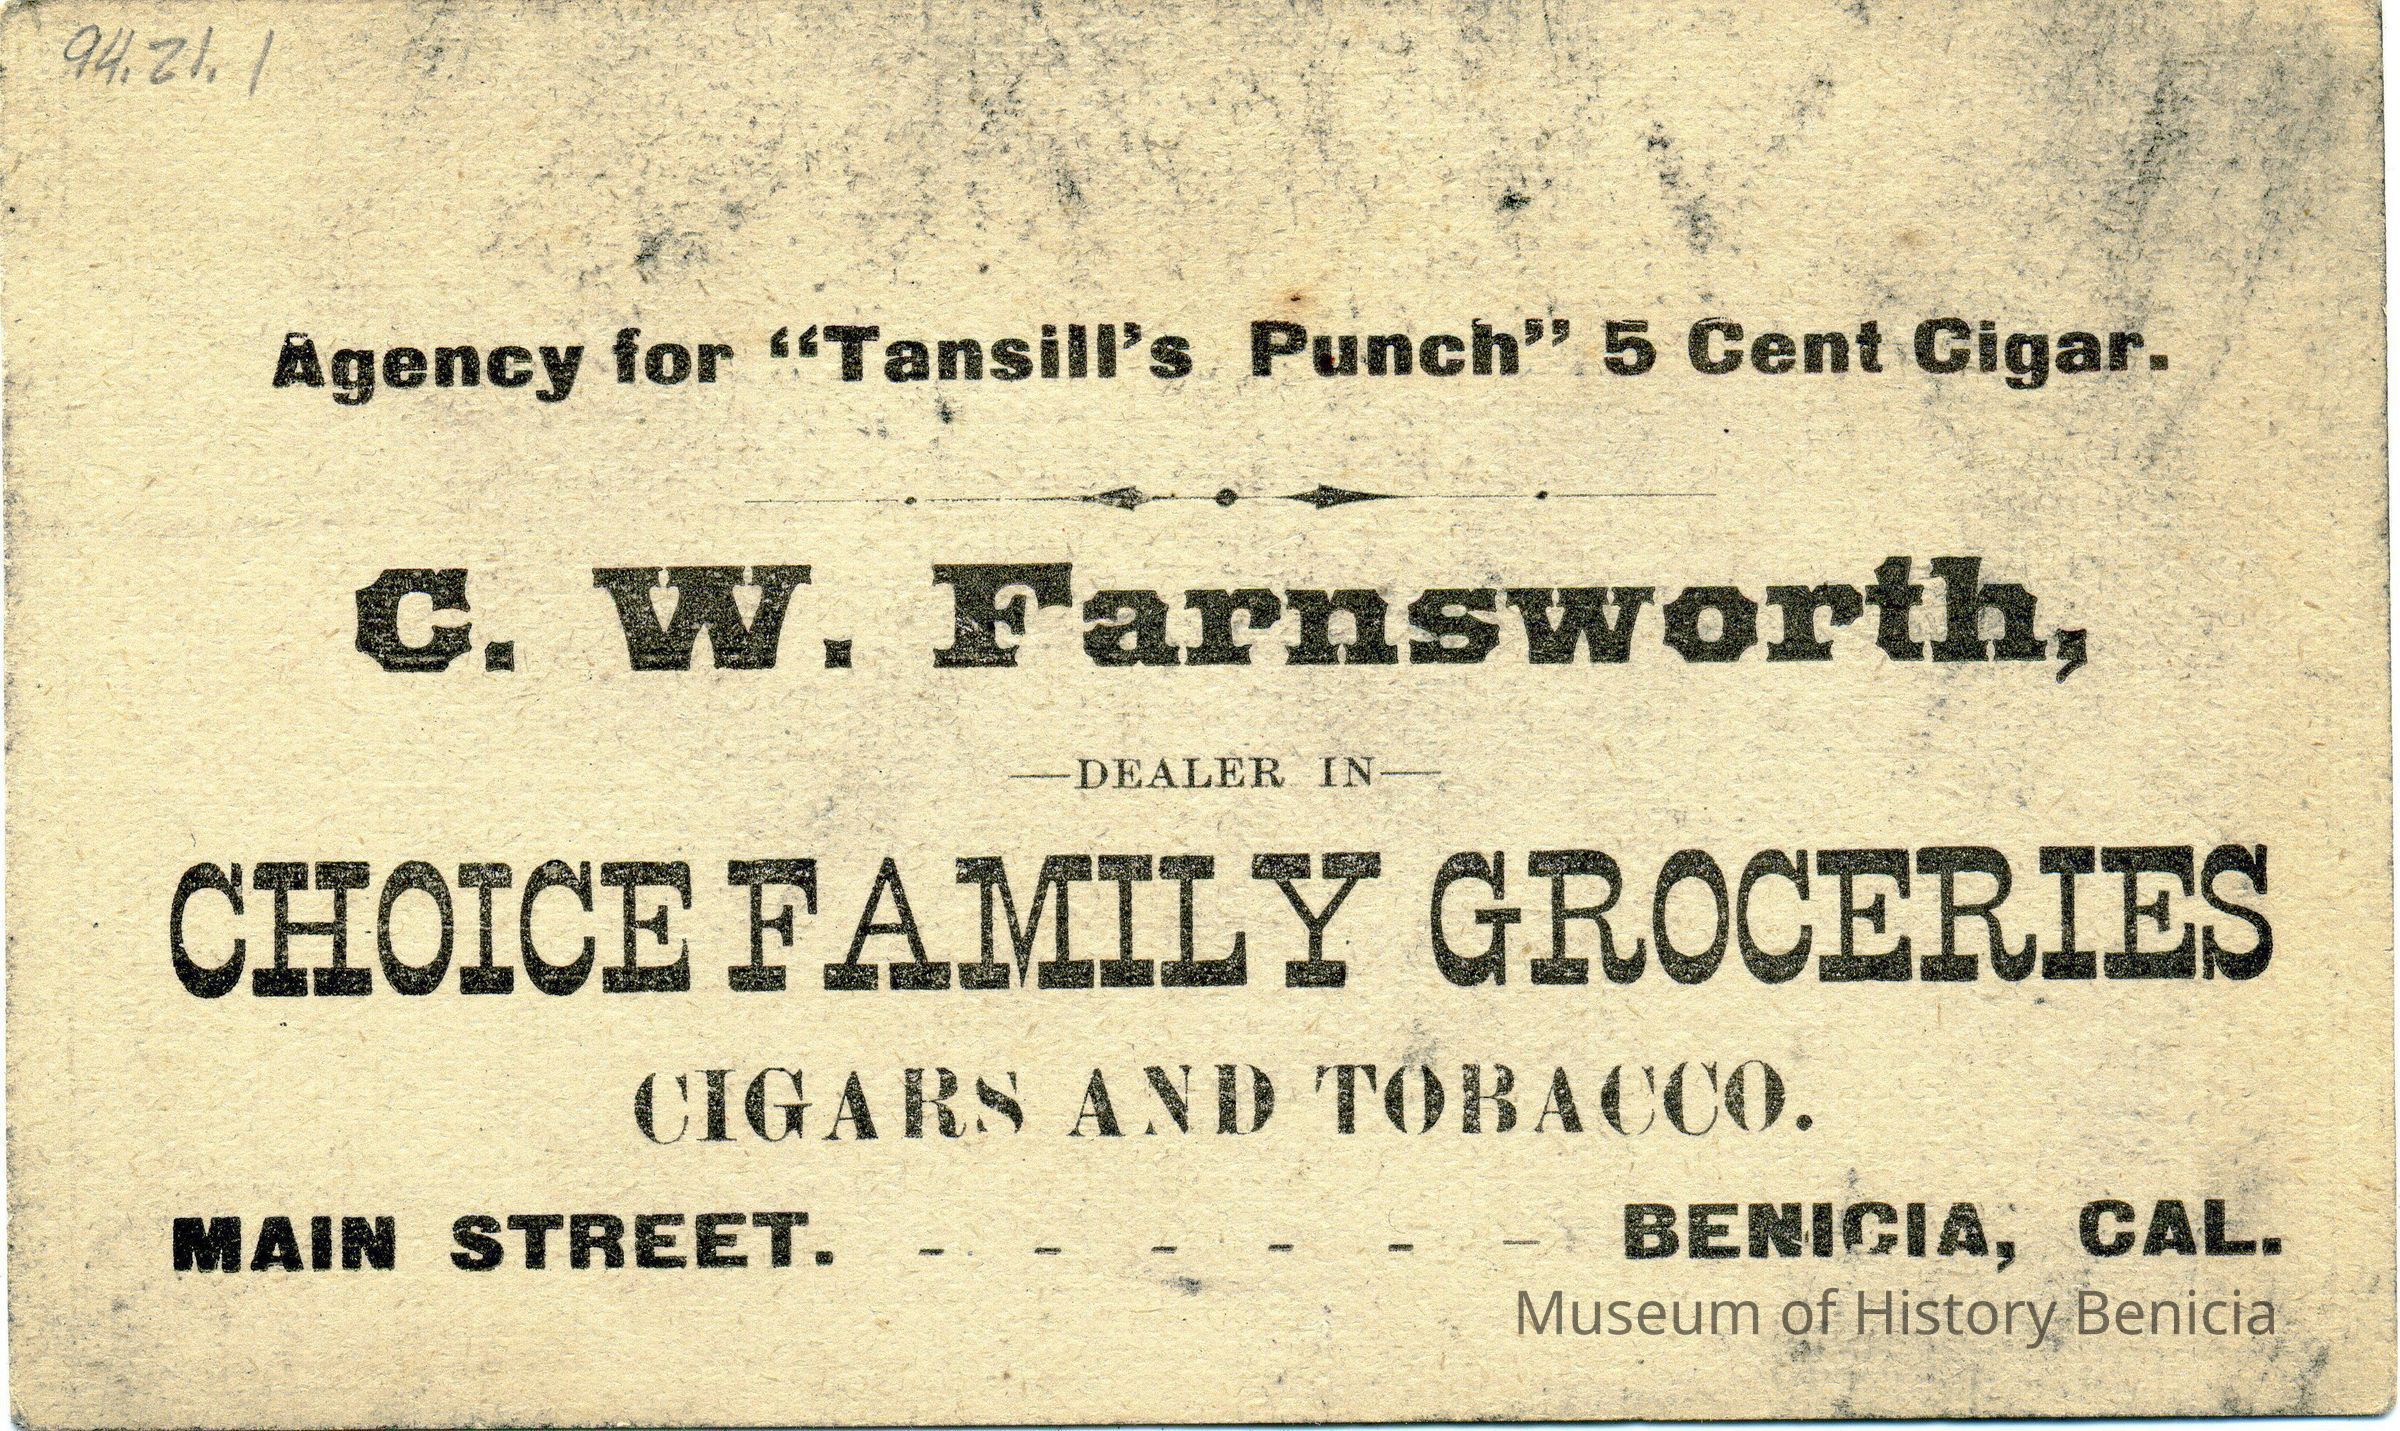 94.21.1
Agency for “Tansill’s Punch” 5 Cent Cigar.
C. W. Farnsworth,
—DEALER IN—
CHOICE FAMILY GROCERIES
CIGARS AND TOBACCO.
MAIN STREET. - - - - - - BENICIA, CAL.
Museum of History Benicia